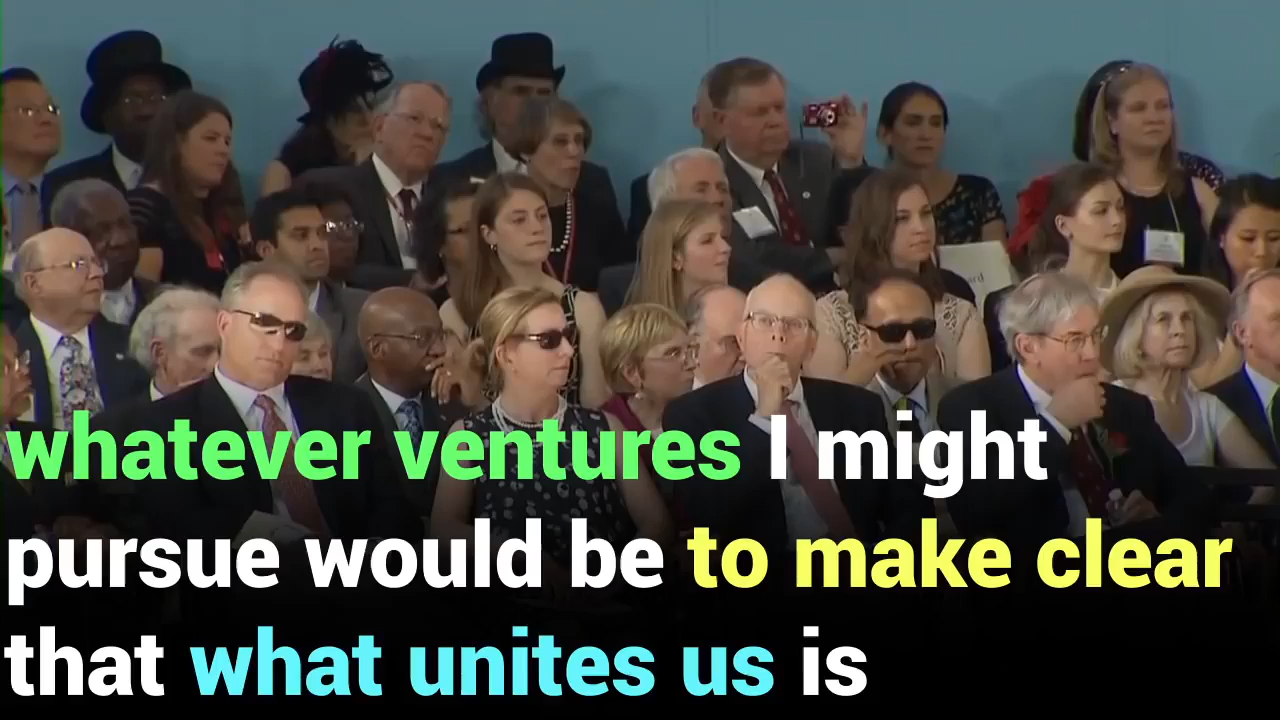 whatever ventures I might
pursue would be to make clear
that what unites us is